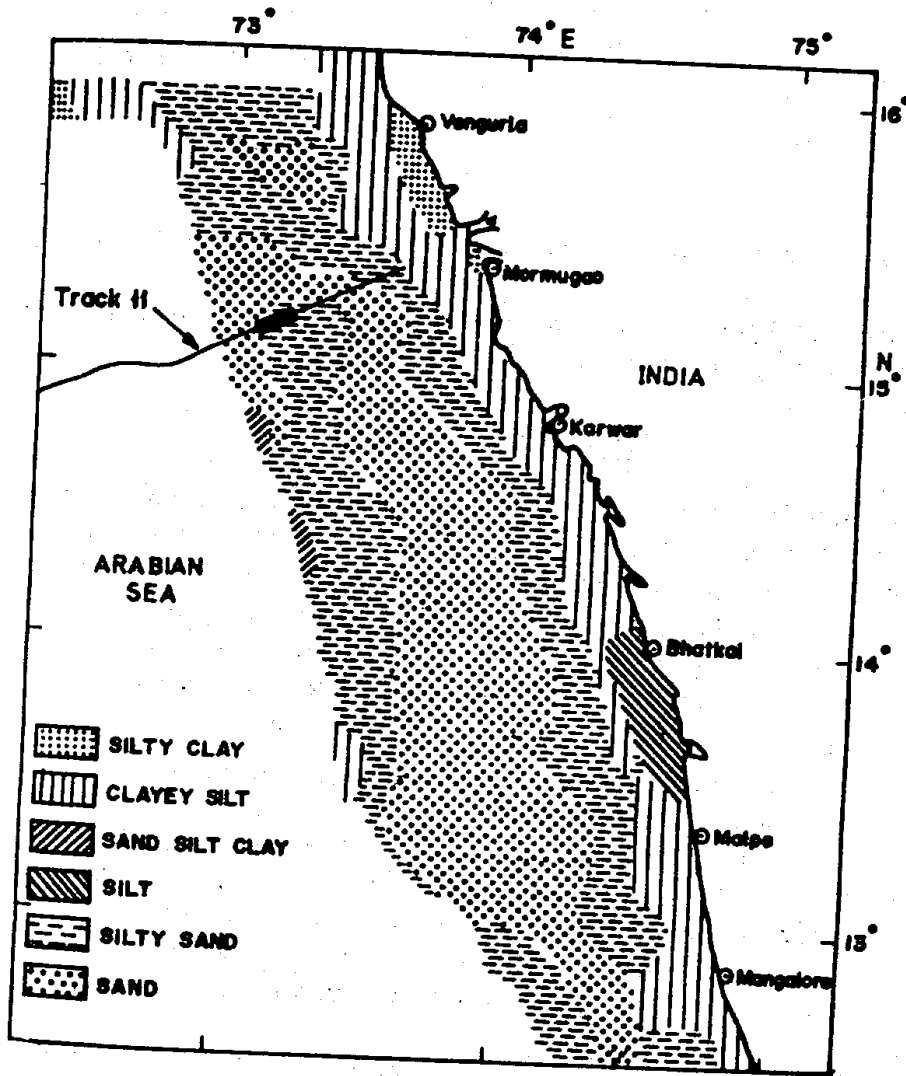 73° 74° E 75°
16°
Vengurla
Mormugao
Track 11
INDIA
N
15°
Karwar
ARABIAN
SEA
Bhatkal
14°
SILTY CLAY
CLAYEY SILT
SAND SILT CLAY
Malpe
SILT
SILTY SAND
13°
Mangalore
SAND